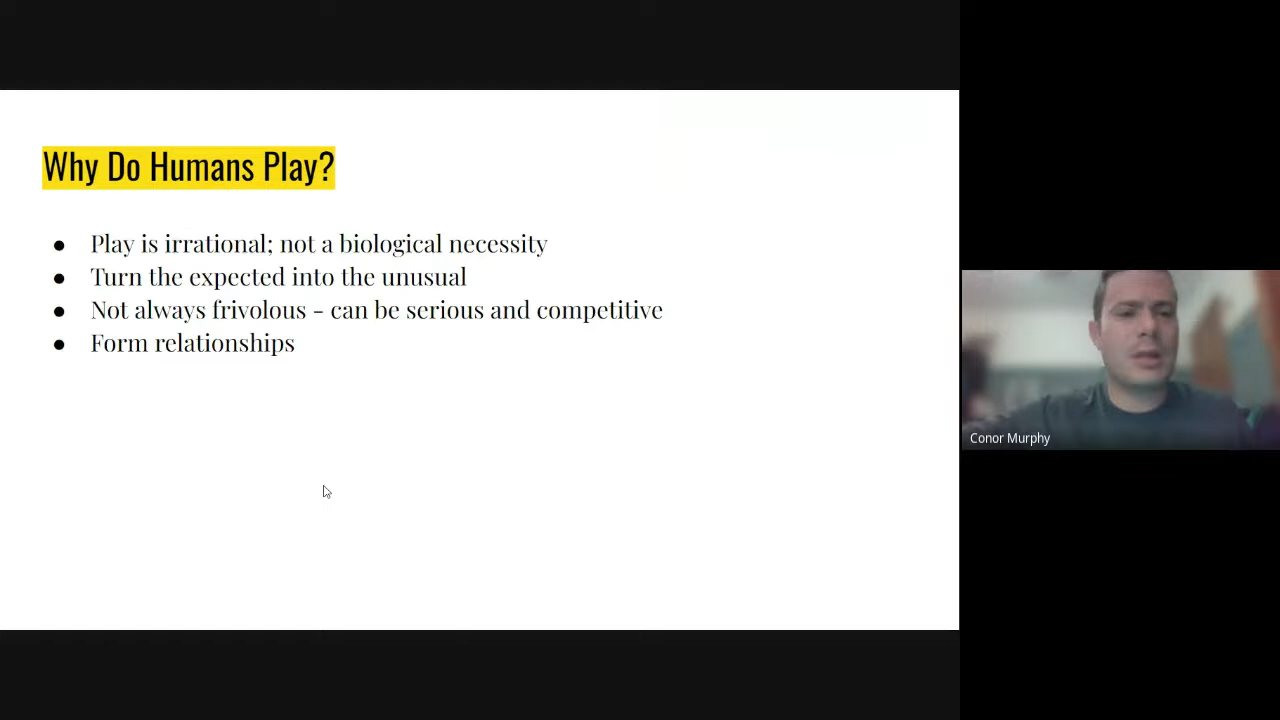 Why Do Humans Play?
● Play is irrational; not a biological necessity
● Turn the expected into the unusual
● Not always frivolous - can be serious and competitive
● Form relationships
Conor Murphy